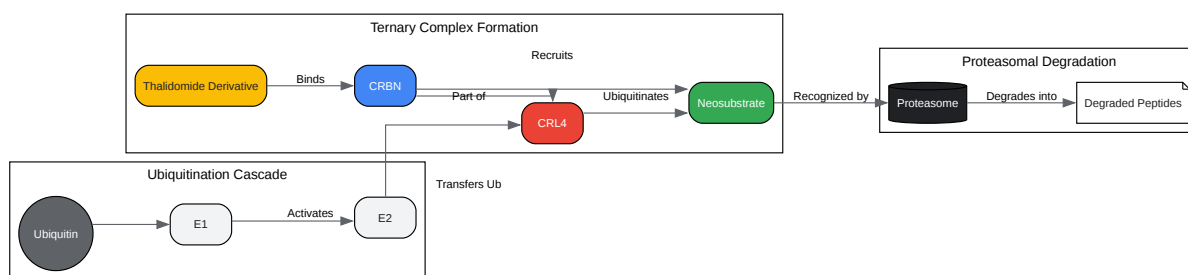 Ternary Complex Formation
Recruits
Proteasomal Degradation
Thalidomide Derivative
Binds
CRBN
Part of
Ubiquitinates
Neosubstrate
Recognized by
Proteasome
Degrades into
Degraded Peptides
CRL4
Ubiquitination Cascade
Transfers Ub
Ubiquitin
E1
Activates
E2